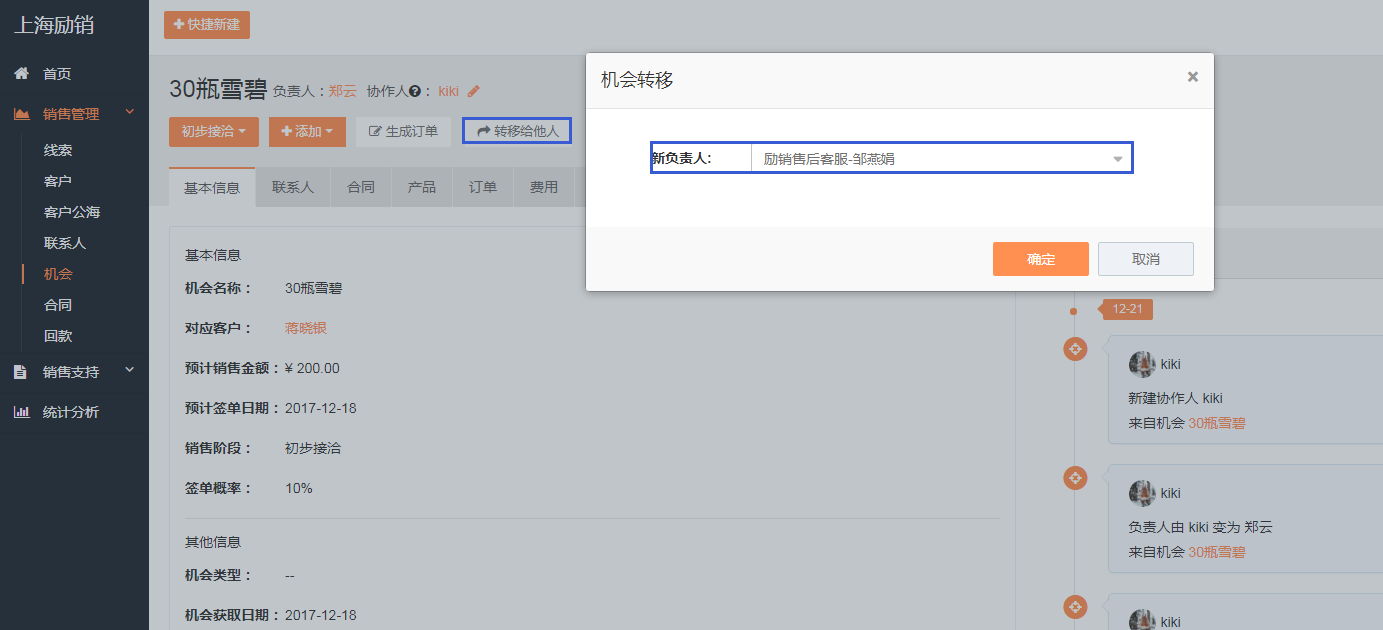 上海励销
首页
销售管理
线索
客户
客户公海
联系人
机会
合同
回款
销售支持
统计分析
快捷新建
30瓶雪碧 负责人：郑云 协作人 ： kiki
初步接洽 添加 生成订单 转移给他人
基本信息 联系人 合同 产品 订单 费用
基本信息
机会名称： 30瓶雪碧
对应客户： 蒋晓银
预计销售金额： ¥ 200.00
预计签单日期： 2017-12-18
销售阶段： 初步接洽
签单概率： 10%
其他信息
机会类型： --
机会获取日期： 2017-12-18
机会转移 ×
新负责人: 励销售后客服-邹燕娟
确定 取消
12-21
kiki
新建协作人 kiki
来自机会 30瓶雪碧
kiki
负责人由 kiki 变为 郑云
来自机会 30瓶雪碧
kiki